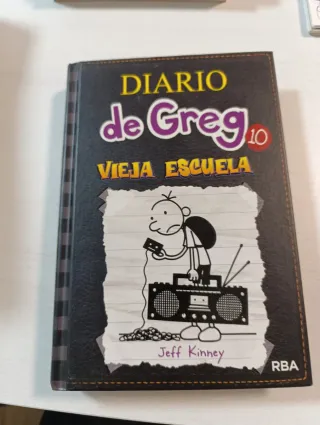 DIARIO
de Greg 10
VIEJA ESCUELA
Jeff Kinney
RBA